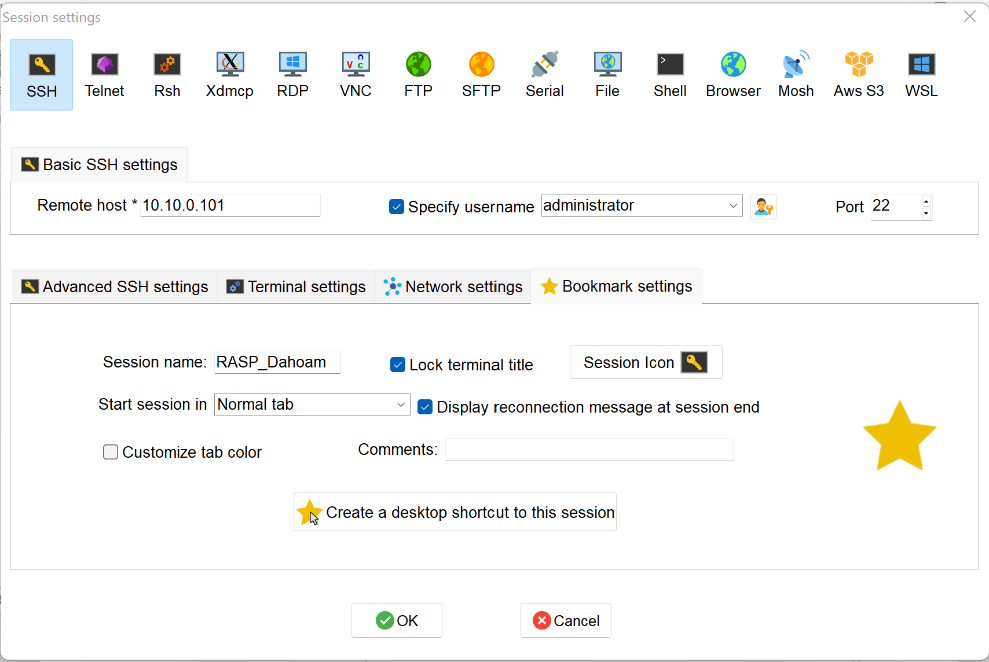 Session settings
SSH Telnet Rsh Xdmcp RDP VNC FTP SFTP Serial File Shell Browser Mosh Aws S3 WSL
Basic SSH settings
Remote host * 10.10.0.101 Specify username administrator Port 22
Advanced SSH settings Terminal settings Network settings Bookmark settings
Session name: RASP_Dahoam Lock terminal title Session Icon
Start session in Normal tab Display reconnection message at session end
Customize tab color Comments:
Create a desktop shortcut to this session
OK Cancel